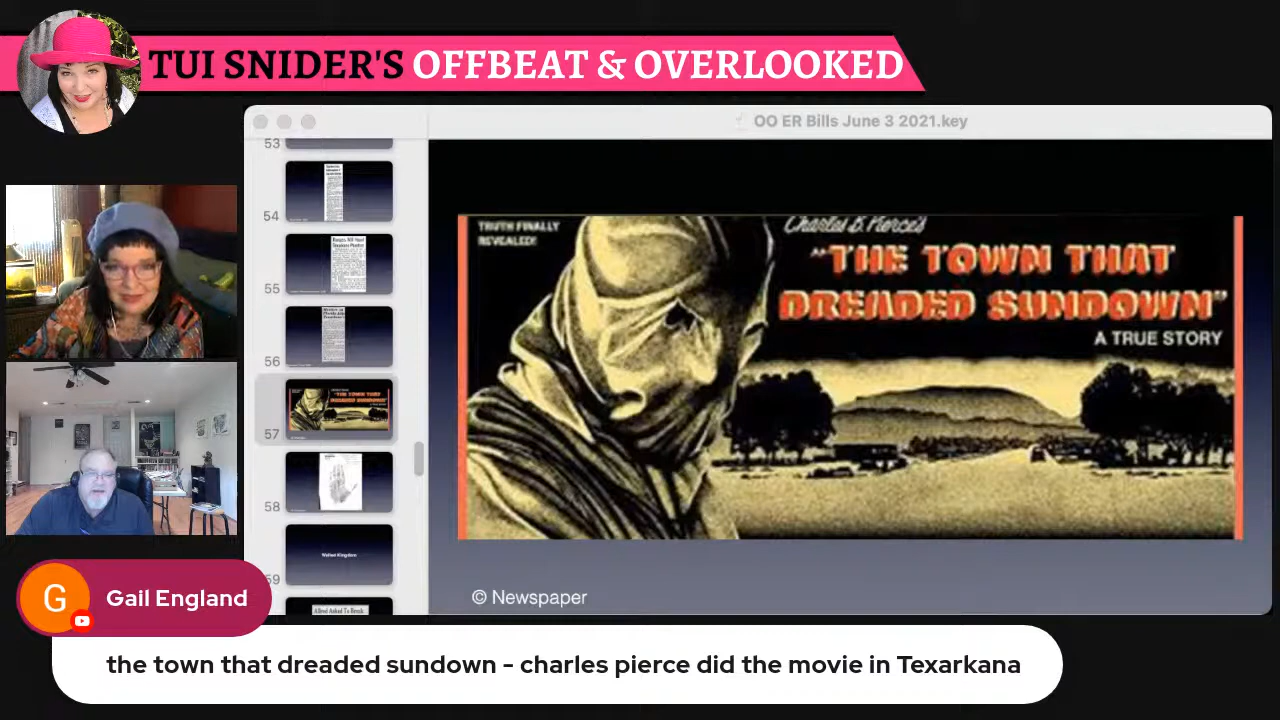 TUI SNIDER'S OFFBEAT & OVERLOOKED
OO ER Bills June 3 2021.key
53
54
55
56
57
58
59
TRUTH FINALLY
REVEALED!
Charles B. Pierce's
"THE TOWN THAT
DREADED SUNDOWN"
A TRUE STORY
© Newspaper
G
Gail England
the town that dreaded sundown - charles pierce did the movie in Texarkana